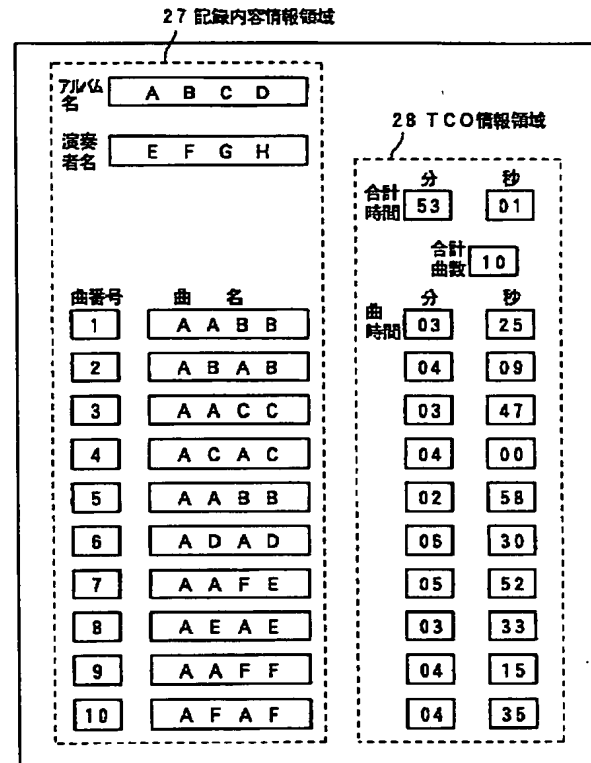 27 記録内容情報領域
アルバム名 A B C D
28 TCO情報領域
演奏者名 E F G H
分 秒
合計時間 53 01
合計曲数 10
曲番号 曲 名 分 秒
1 A A B B 曲時間 03 25
2 A B A B 04 09
3 A A C C 03 47
4 A C A C 04 00
5 A A B B 02 58
6 A D A D 06 30
7 A A F E 05 52
8 A E A E 03 33
9 A A F F 04 15
10 A F A F 04 35